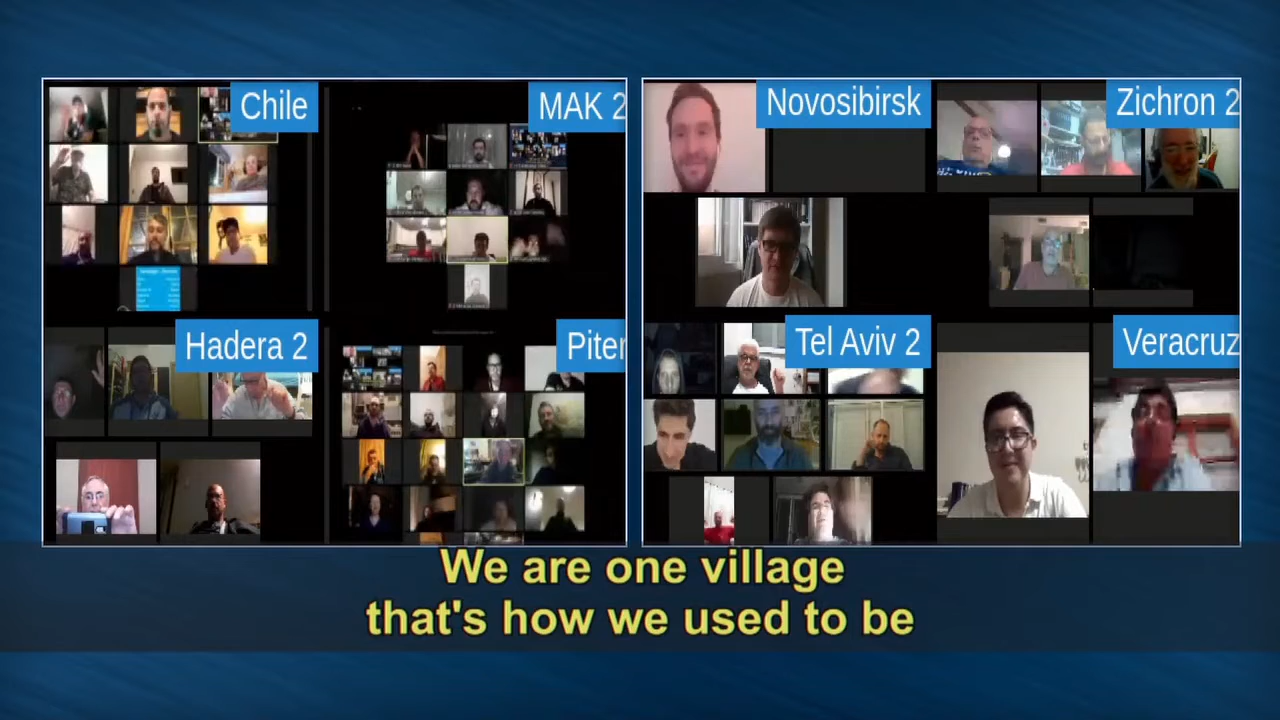 Chile
MAK 2
Novosibirsk
Zichron 2
Hadera 2
Piter
Tel Aviv 2
Veracruz
We are one village
that's how we used to be